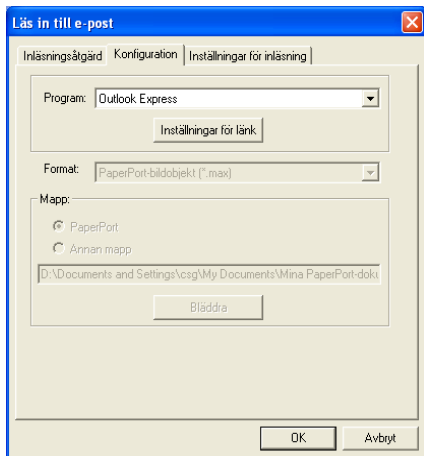 Läs in till e-post
Inläsningsåtgärd Konfiguration Inställningar för inläsning
Program: Outlook Express
Inställningar för länk
Format: PaperPort-bildobjekt (*.max)
Mapp:
PaperPort
Annan mapp
D:\Documents and Settings\csg\My Documents\Mina PaperPort-doku
Bläddra
OK Avbryt